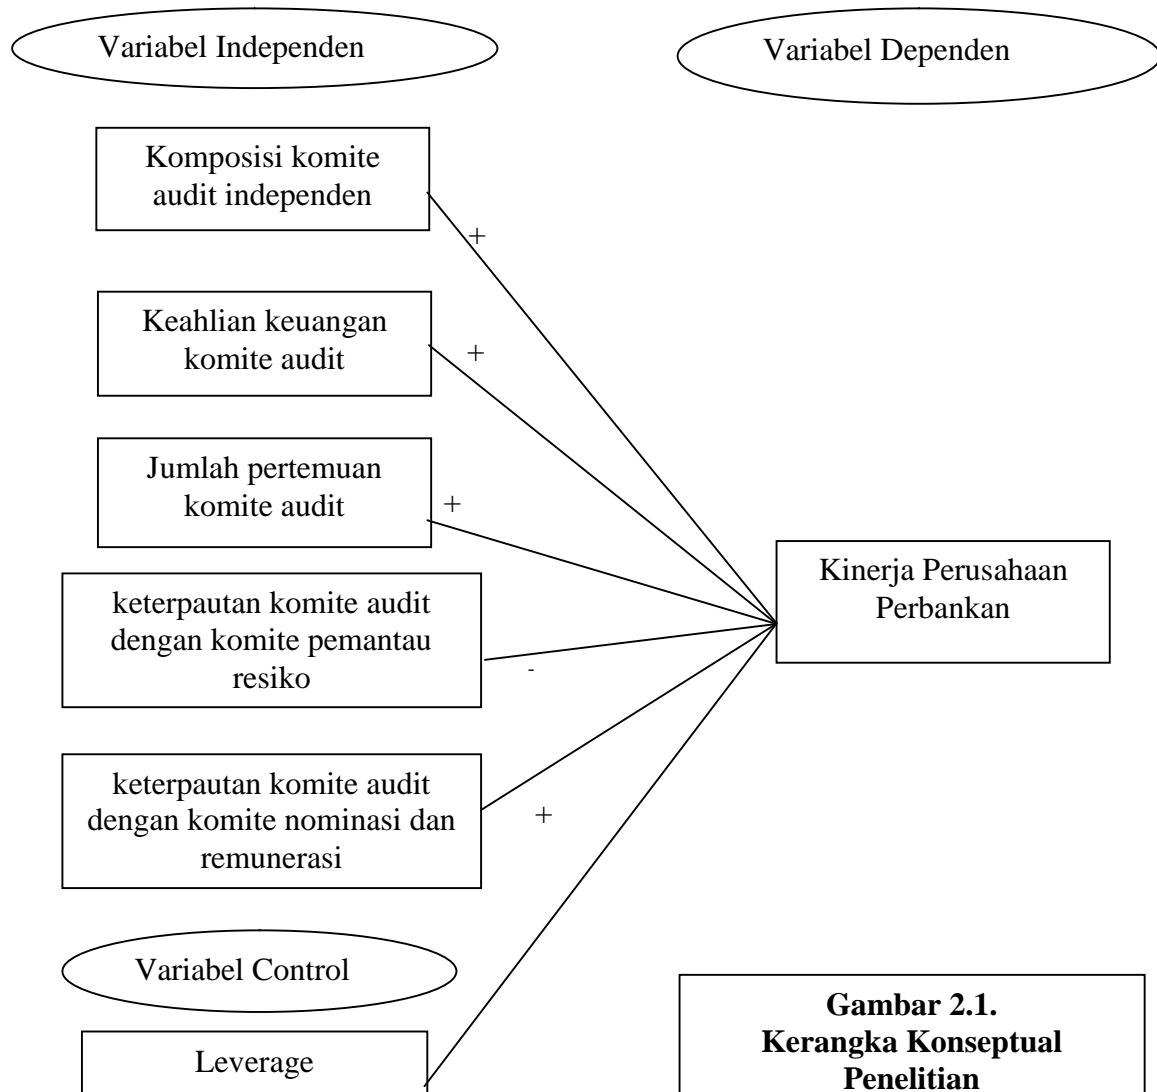 Variabel Independen
Variabel Dependen
Komposisi komite
audit independen
+
Keahlian keuangan
komite audit
+
Jumlah pertemuan
komite audit
+
Kinerja Perusahaan
Perbankan
keterpautan komite audit
dengan komite pemantau
resiko
-
keterpautan komite audit
dengan komite nominasi dan
remunerasi
+
Variabel Control
Leverage
Gambar 2.1.
Kerangka Konseptual
Penelitian